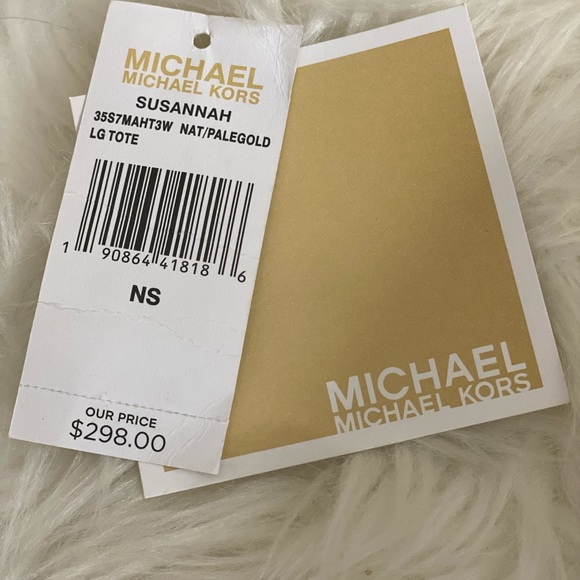 MICHAEL
MICHAEL KORS
SUSANNAH
35S7MAHT3W NAT/PALEGOLD
LG TOTE
1 90864 41818 6
NS
OUR PRICE
$298.00
MICHAEL
MICHAEL KORS